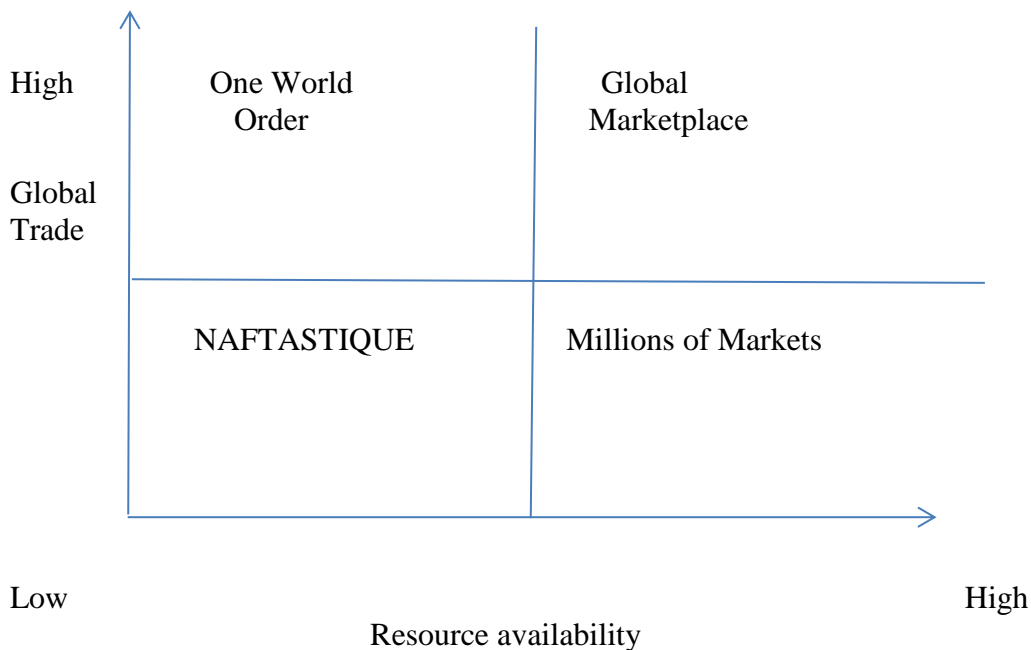 High
One World
Order
Global
Marketplace
Global
Trade
NAFTASTIQUE
Millions of Markets
Low
High
Resource availability